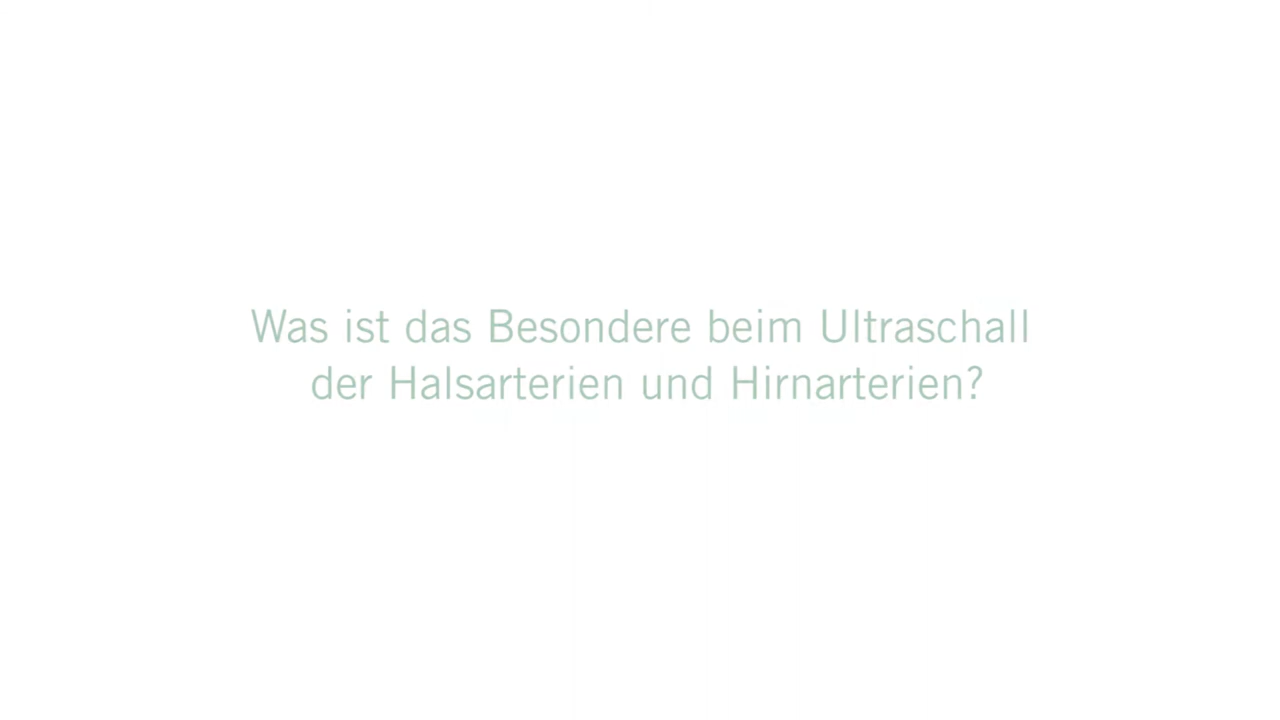 Was ist das Besondere beim Ultraschall
der Halsarterien und Hirnarterien?